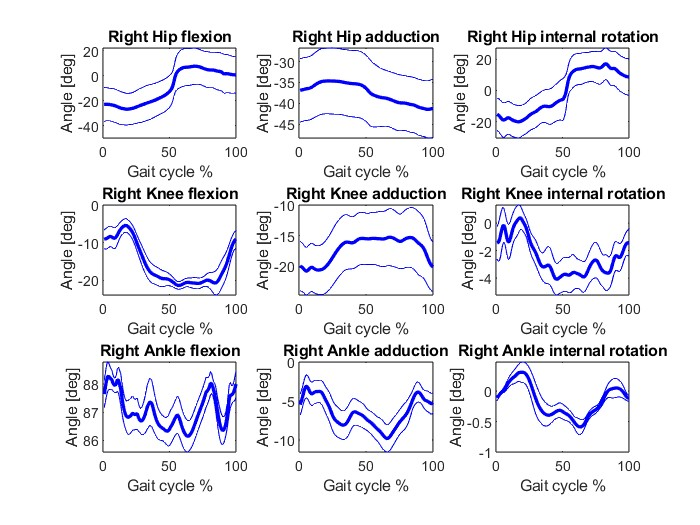 Right Hip flexion
Angle [deg]
20
0
-20
-40
0
50
100
Gait cycle %
Right Hip adduction
Angle [deg]
-30
-35
-40
-45
0
50
100
Gait cycle %
Right Hip internal rotation
Angle [deg]
20
0
-20
0
50
100
Gait cycle %
Right Knee flexion
Angle [deg]
0
-10
-20
0
50
100
Gait cycle %
Right Knee adduction
Angle [deg]
-10
-15
-20
0
50
100
Gait cycle %
Right Knee internal rotation
Angle [deg]
0
-2
-4
0
50
100
Gait cycle %
Right Ankle flexion
Angle [deg]
88
87
86
0
50
100
Gait cycle %
Right Ankle adduction
Angle [deg]
0
-5
-10
0
50
100
Gait cycle %
Right Ankle internal rotation
Angle [deg]
0
-0.5
-1
0
50
100
Gait cycle %